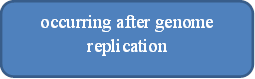 occurring after genome
replication